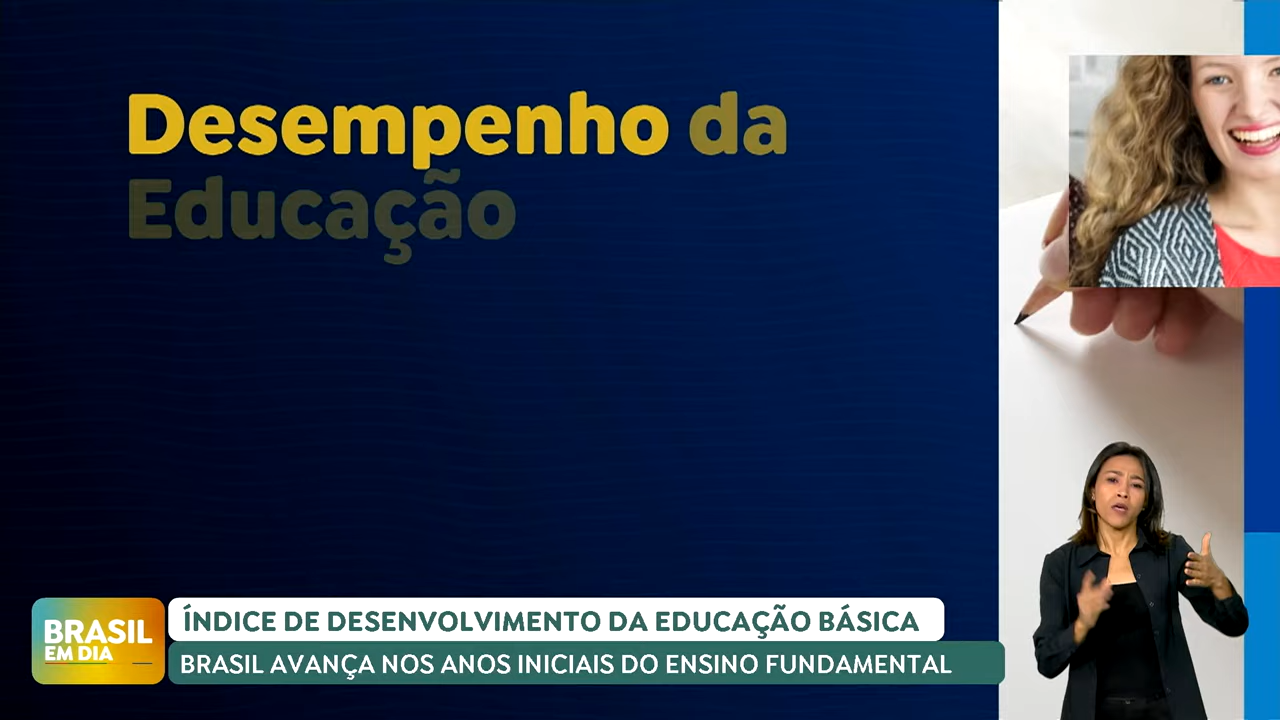 Desempenho da
Educação
BRASIL
EM DIA
ÍNDICE DE DESENVOLVIMENTO DA EDUCAÇÃO BÁSICA
BRASIL AVANÇA NOS ANOS INICIAIS DO ENSINO FUNDAMENTAL